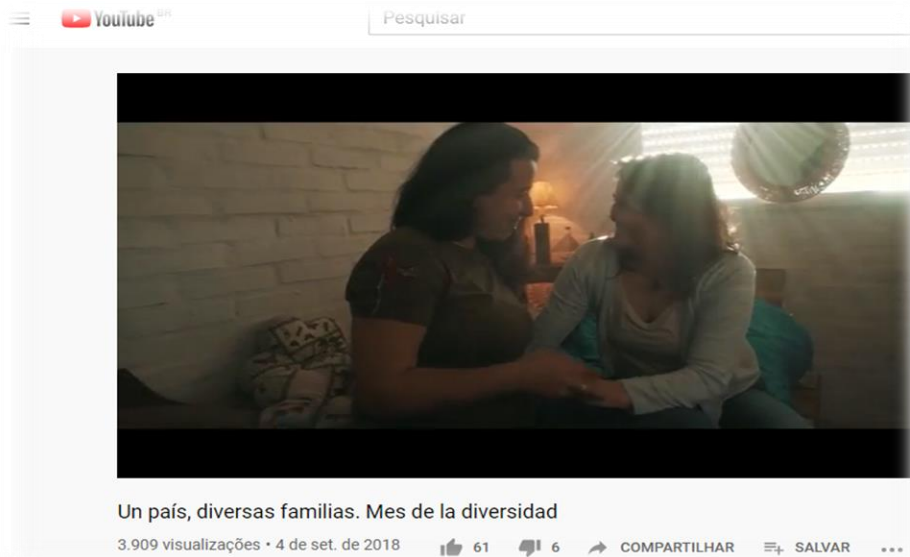 YouTube BR
Pesquisar
Un país, diversas familias. Mes de la diversidad
3.909 visualizações • 4 de set. de 2018 61 6 COMPARTILHAR SALVAR